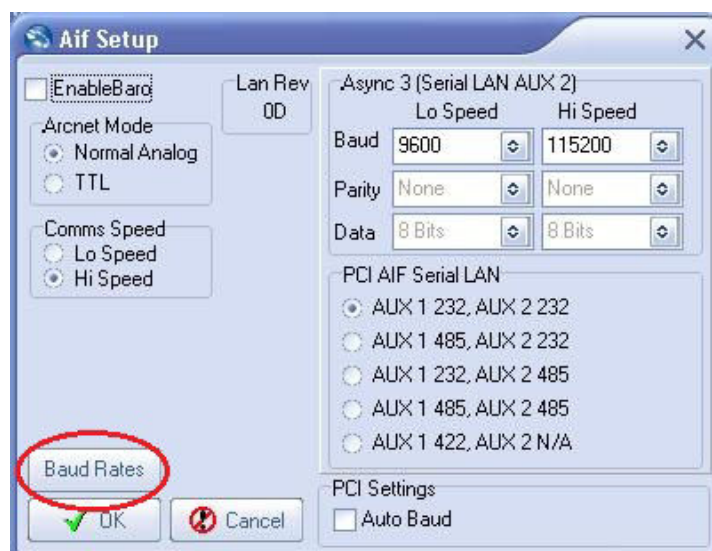 Aif Setup
EnableBaro
Lan Rev
0D
Arcnet Mode
Normal Analog
TTL
Comms Speed
Lo Speed
Hi Speed
Baud Rates
OK
Cancel
Async 3 (Serial LAN AUX 2)
Lo Speed Hi Speed
Baud 9600 115200
Parity None None
Data 8 Bits 8 Bits
PCI AIF Serial LAN
AUX 1 232, AUX 2 232
AUX 1 485, AUX 2 232
AUX 1 232, AUX 2 485
AUX 1 485, AUX 2 485
AUX 1 422, AUX 2 N/A
PCI Settings
Auto Baud